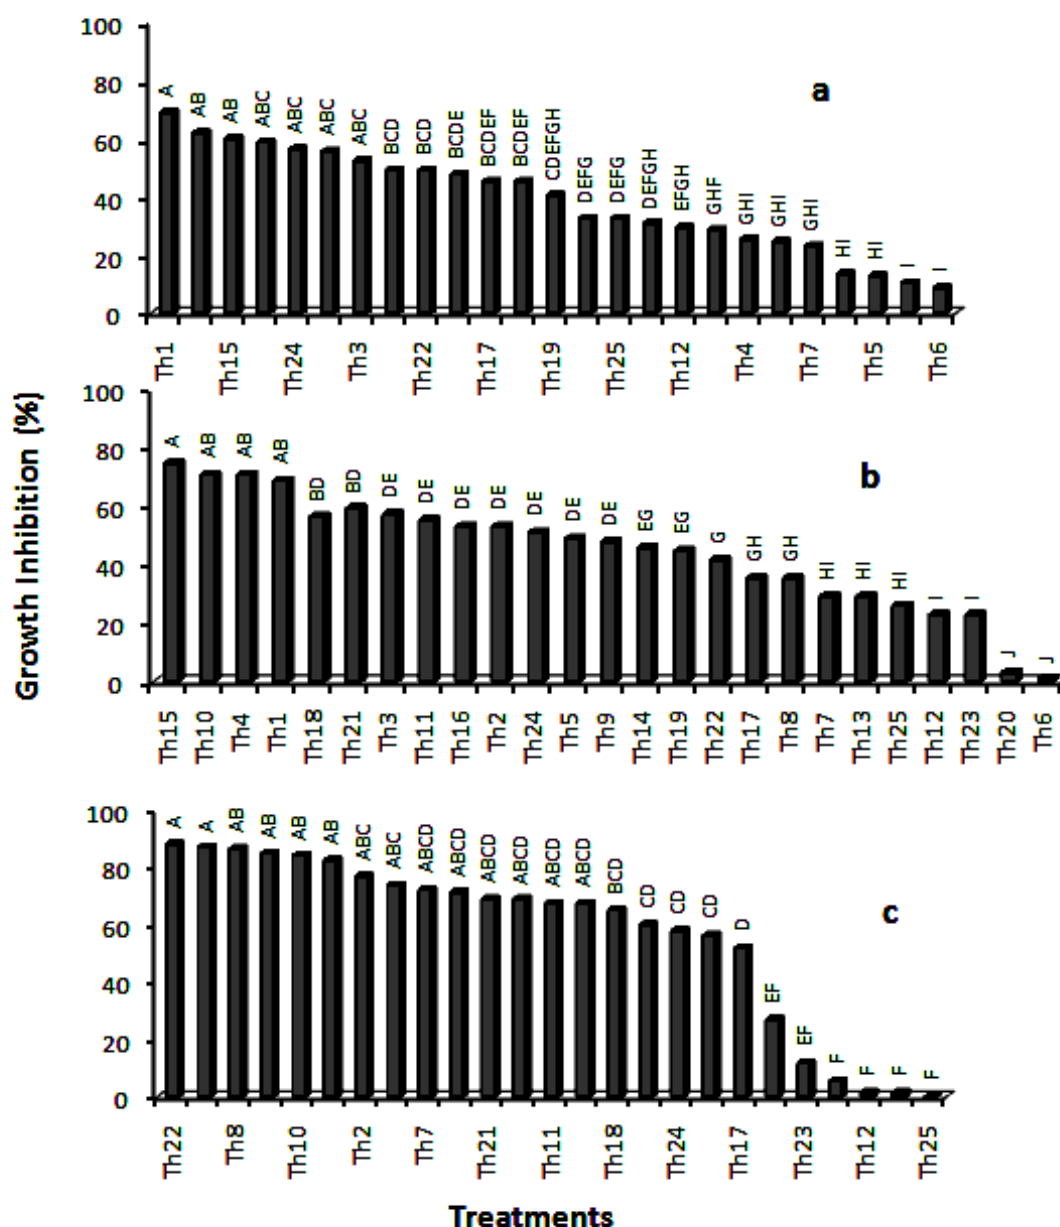 Growth Inhibition (%)
a
100
80
60
40
20
0
A AB AB ABC ABC ABC ABC BCD BCD BCDE BCDEF BCDEF CDEFGH DEFG DEFG DEFGH EFGH GHF GHI GHI GHI HI HI I I
Th1 Th15 Th24 Th3 Th22 Th17 Th19 Th25 Th12 Th4 Th7 Th5 Th6
b
100
80
60
40
20
0
A AB AB AB BD BD DE DE DE DE DE DE DE EG EG G GH GH HI HI HI I I J J
Th15 Th10 Th4 Th1 Th18 Th21 Th3 Th11 Th16 Th2 Th24 Th5 Th9 Th14 Th19 Th22 Th17 Th8 Th7 Th13 Th25 Th12 Th23 Th20 Th6
c
100
80
60
40
20
0
A A AB AB AB AB ABC ABC ABCD ABCD ABCD ABCD ABCD ABCD BCD CD CD CD D EF EF F F F F
Th22 Th8 Th10 Th2 Th7 Th21 Th11 Th18 Th24 Th17 Th23 Th12 Th25
Treatments